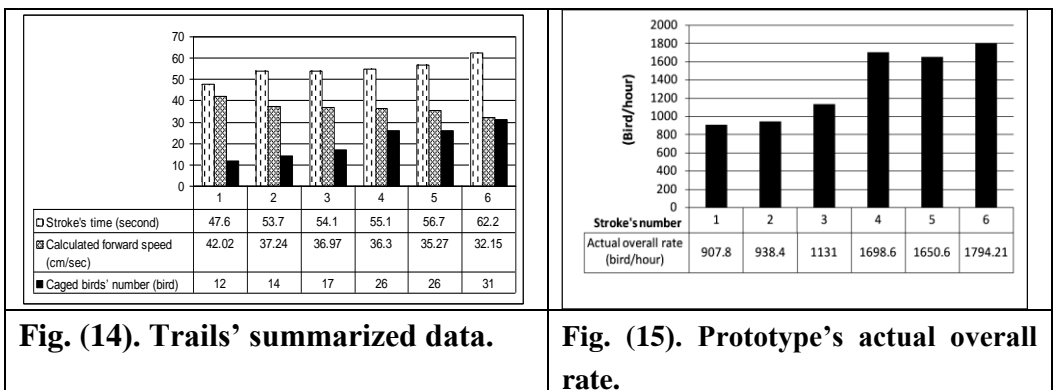 70
60
50
40
30
20
10
0
1 2 3 4 5 6
Stroke's time (second) 47.6 53.7 54.1 55.1 56.7 62.2
Calculated forward speed (cm/sec) 42.02 37.24 36.97 36.3 35.27 32.15
Caged birds' number (bird) 12 14 17 26 26 31
Fig. (14). Trails' summarized data.
2000
1800
1600
1400
1200
1000
800
600
400
200
0
(Bird/hour)
Stroke's number 1 2 3 4 5 6
Actual overall rate (bird/hour) 907.8 938.4 1131 1698.6 1650.6 1794.21
Fig. (15). Prototype's actual overall
rate.